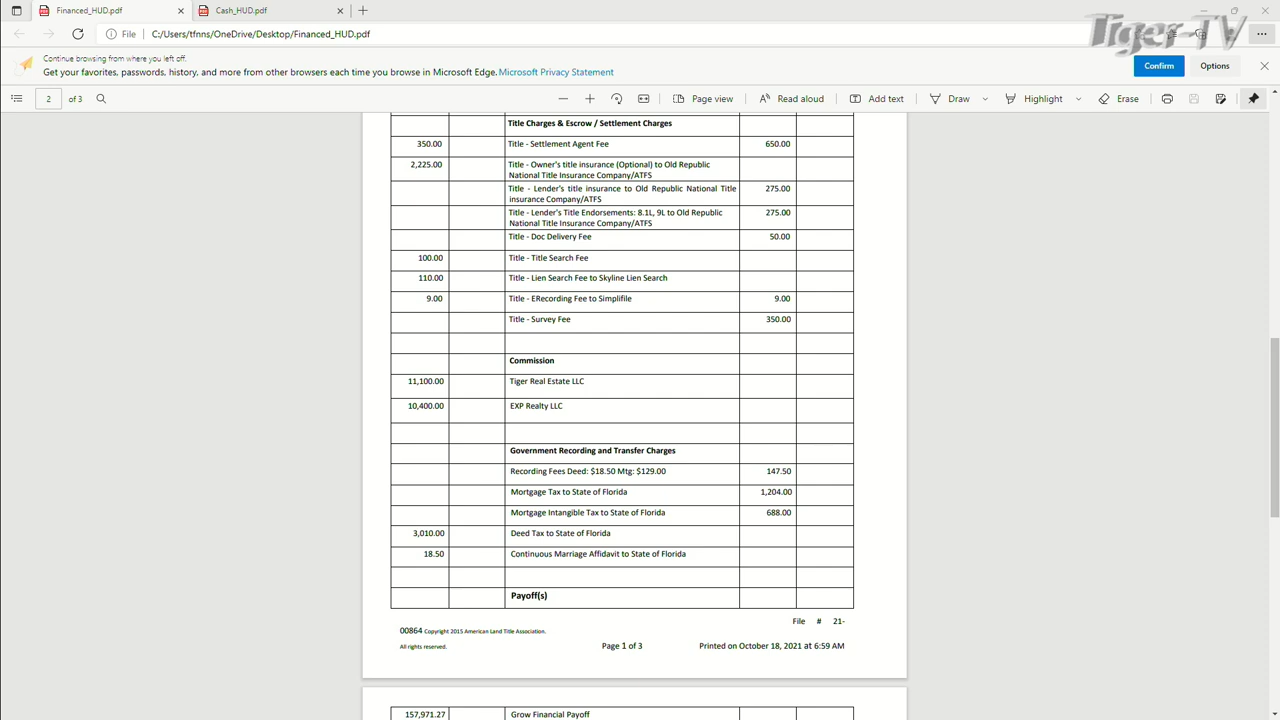 Financed_HUD.pdf
Cash_HUD.pdf
File C:/Users/tfnns/OneDrive/Desktop/Financed_HUD.pdf
Tiger TV
Continue browsing from where you left off.
Get your favorites, passwords, history, and more from other browsers each time you browse in Microsoft Edge. Microsoft Privacy Statement
Confirm
Options
2 of 3
Page view
Read aloud
Add text
Draw
Highlight
Erase
Title Charges & Escrow / Settlement Charges
350.00 Title - Settlement Agent Fee 650.00
2,225.00 Title - Owner's title insurance (Optional) to Old Republic
National Title Insurance Company/ATFS
Title - Lender's title insurance to Old Republic National Title 275.00
insurance Company/ATFS
Title - Lender's Title Endorsements: 8.1L, 9L to Old Republic 275.00
National Title Insurance Company/ATFS
Title - Doc Delivery Fee 50.00
100.00 Title - Title Search Fee
110.00 Title - Lien Search Fee to Skyline Lien Search
9.00 Title - ERecording Fee to Simplifile 9.00
Title - Survey Fee 350.00
Commission
11,100.00 Tiger Real Estate LLC
10,400.00 EXP Realty LLC
Government Recording and Transfer Charges
Recording Fees Deed: $18.50 Mtg: $129.00 147.50
Mortgage Tax to State of Florida 1,204.00
Mortgage Intangible Tax to State of Florida 688.00
3,010.00 Deed Tax to State of Florida
18.50 Continuous Marriage Affidavit to State of Florida
Payoff(s)
File # 21-
00864 Copyright 2015 American Land Title Association.
All rights reserved.
Page 1 of 3
Printed on October 18, 2021 at 6:59 AM
157,971.27 Grow Financial Payoff